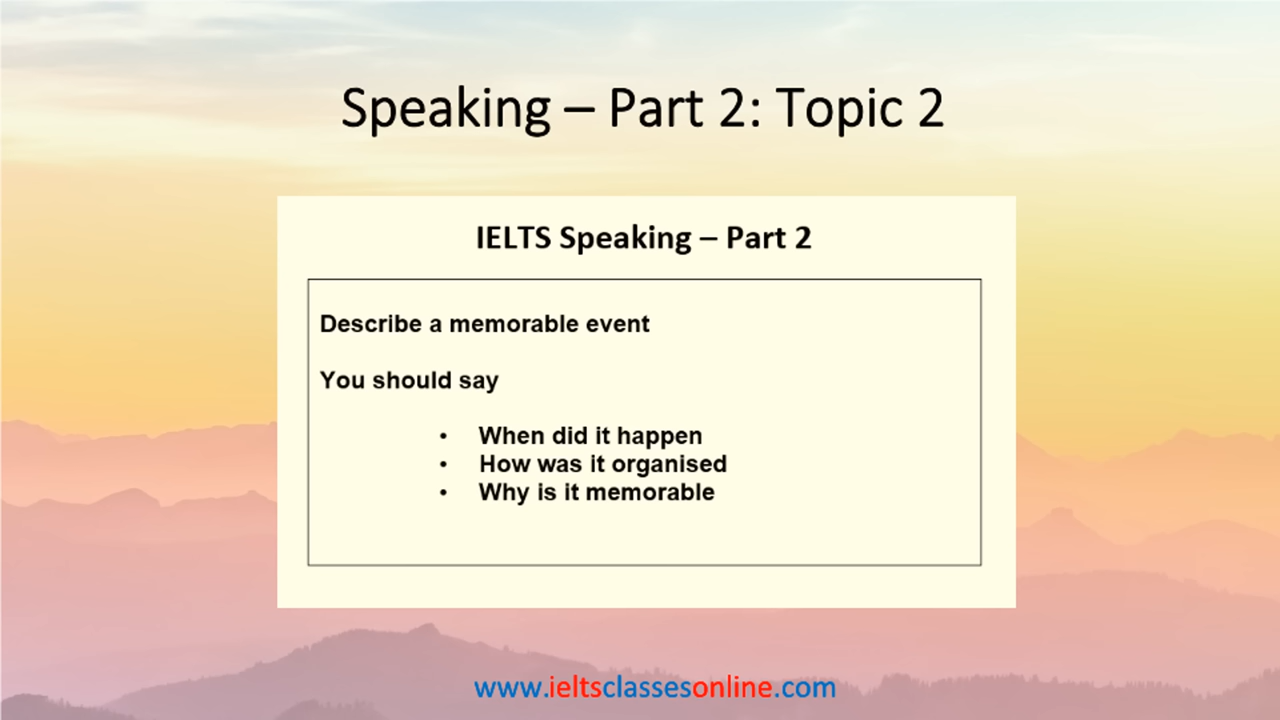 Speaking – Part 2: Topic 2
IELTS Speaking – Part 2
Describe a memorable event
You should say
• When did it happen
• How was it organised
• Why is it memorable
www.ieltsclassesonline.com